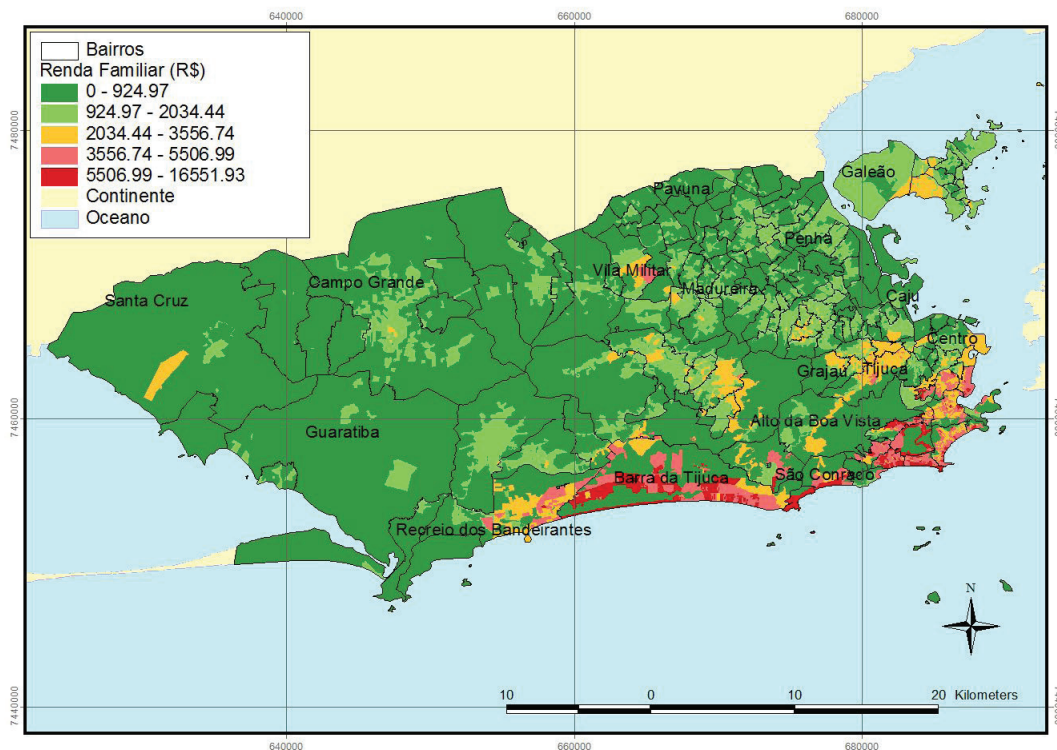 640000 660000 680000
Bairros
Renda Familiar (R$)
0 - 924.97
924.97 - 2034.44
2034.44 - 3556.74
3556.74 - 5506.99
5506.99 - 16551.93
Continente
Oceano
7480000
7480000
Galeão
Pavuna
Penha
Vila Militar
Campo Grande
Madureira
Santa Cruz
Caju
Centro
Grajaú
Tijuca
7460000
7460000
Alto da Boa Vista
Guaratiba
Barra da Tijuca
São Conrado
Recreio dos Bandeirantes
N
10 0 10 20 Kilometers
7440000
7440000
640000 660000 680000